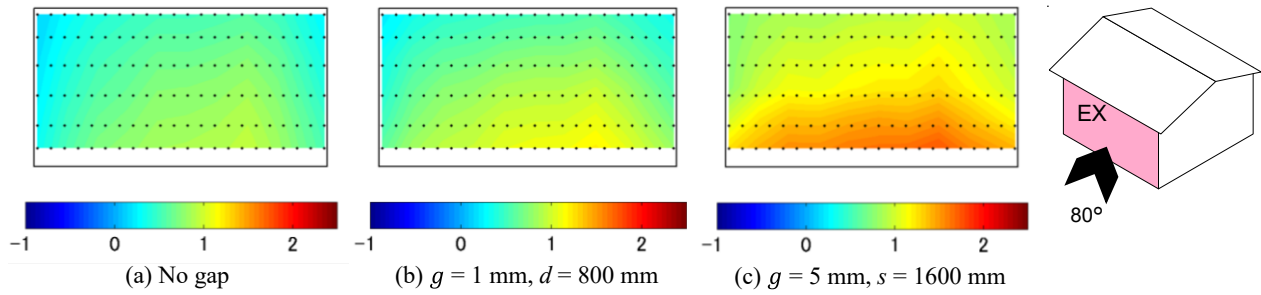 EX
80°
−1 0 1 2
−1 0 1 2
−1 0 1 2
(a) No gap
(b) g = 1 mm, d = 800 mm
(c) g = 5 mm, s = 1600 mm